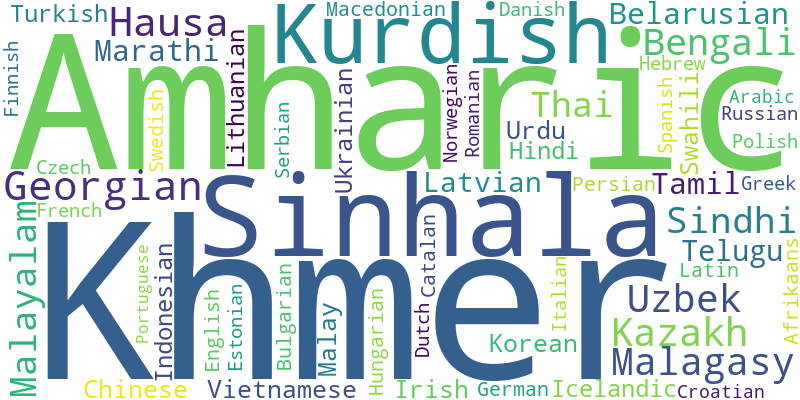 Turkish
Hausa
Kurdish
Macedonian
Danish
Belarusian
Finnish
Marathi
Lithuanian
Amharic
Bengali
Hebrew
Swedish
Serbian
Ukrainian
Norwegian
Romanian
Thai
Spanish
Swahili
Arabic
Russian
Urdu
Hindi
Polish
Czech
Georgian
Sinhala
Latvian
Persian
Tamil
Greek
French
Malayalam
Khmer
Portuguese
Indonesian
English
Estonian
Bulgarian
Malay
Hungarian
Catalan
Dutch
Italian
Sindhi
Telugu
Latin
Afrikaans
Uzbek
Korean
Kazakh
Malagasy
Chinese
Vietnamese
Irish
German
Icelandic
Croatian